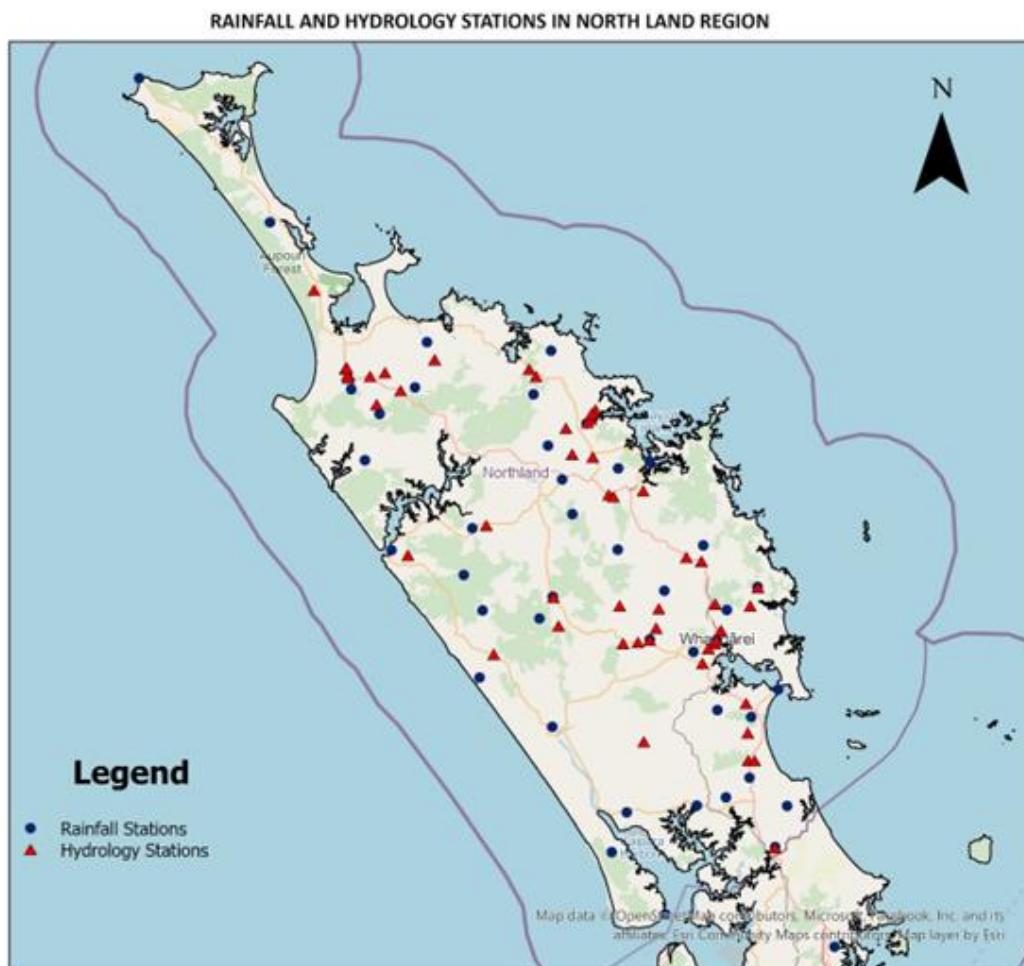 RAINFALL AND HYDROLOGY STATIONS IN NORTH LAND REGION
N
Forest
Northland
Legend
Rainfall Stations
Hydrology Stations
Map data © OpenStreetMap contributors, Microsoft, Facebook, Inc. and its
affiliates, Esri Community Maps contributors, Map layer by Esri